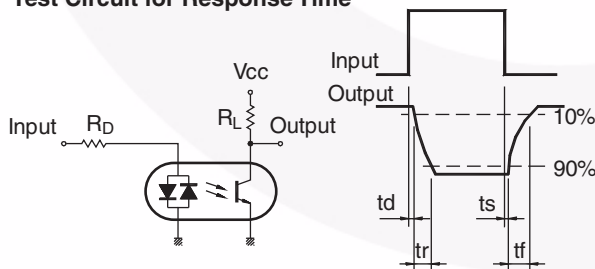 Test Circuit for Response Time
Vcc
Input
RD
RL
Output
Input
Output
10%
90%
td
ts
tr
tf